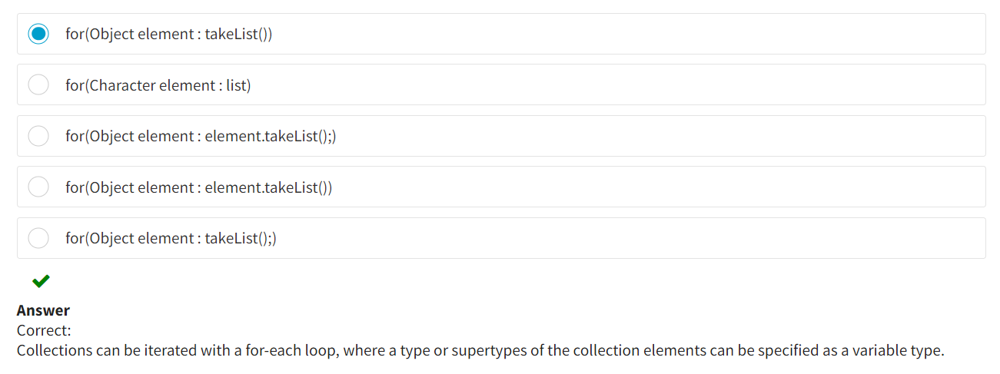 for(Object element : takeList())
for(Character element : list)
for(Object element : element.takeList();)
for(Object element : element.takeList())
for(Object element : takeList();)
Answer
Correct:
Collections can be iterated with a for-each loop, where a type or supertypes of the collection elements can be specified as a variable type.